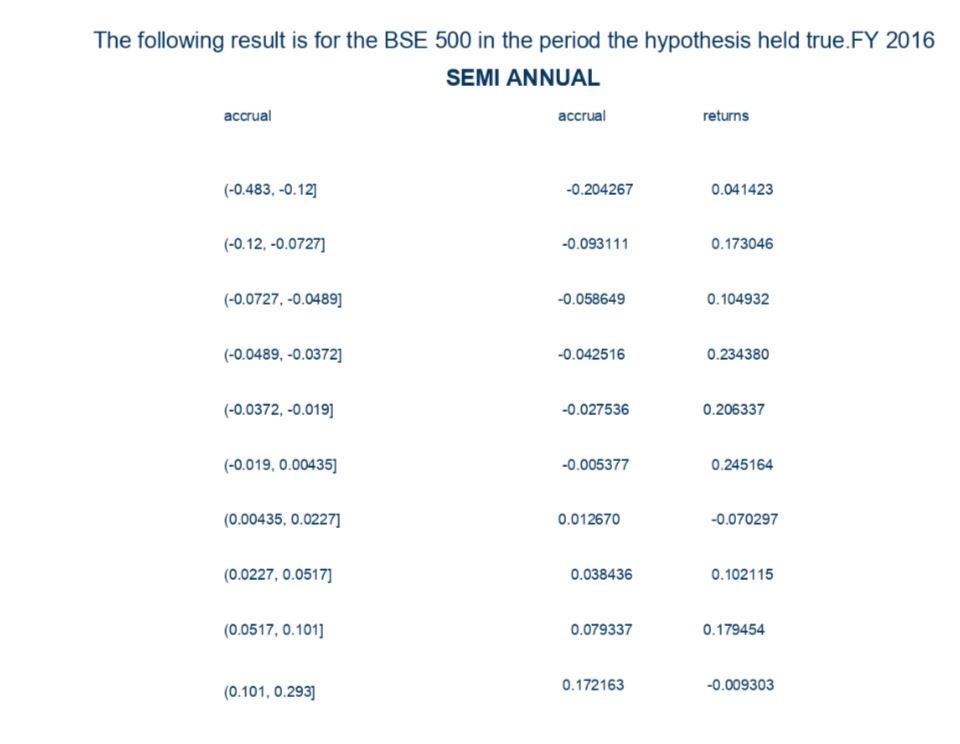 The following result is for the BSE 500 in the period the hypothesis held true.FY 2016
SEMI ANNUAL
accrual accrual returns
(-0.483, -0.12] -0.204267 0.041423
(-0.12, -0.0727] -0.093111 0.173046
(-0.0727, -0.0489] -0.058649 0.104932
(-0.0489, -0.0372] -0.042516 0.234380
(-0.0372, -0.019] -0.027536 0.206337
(-0.019, 0.00435] -0.005377 0.245164
(0.00435, 0.0227] 0.012670 -0.070297
(0.0227, 0.0517] 0.038436 0.102115
(0.0517, 0.101] 0.079337 0.179454
(0.101, 0.293] 0.172163 -0.009303